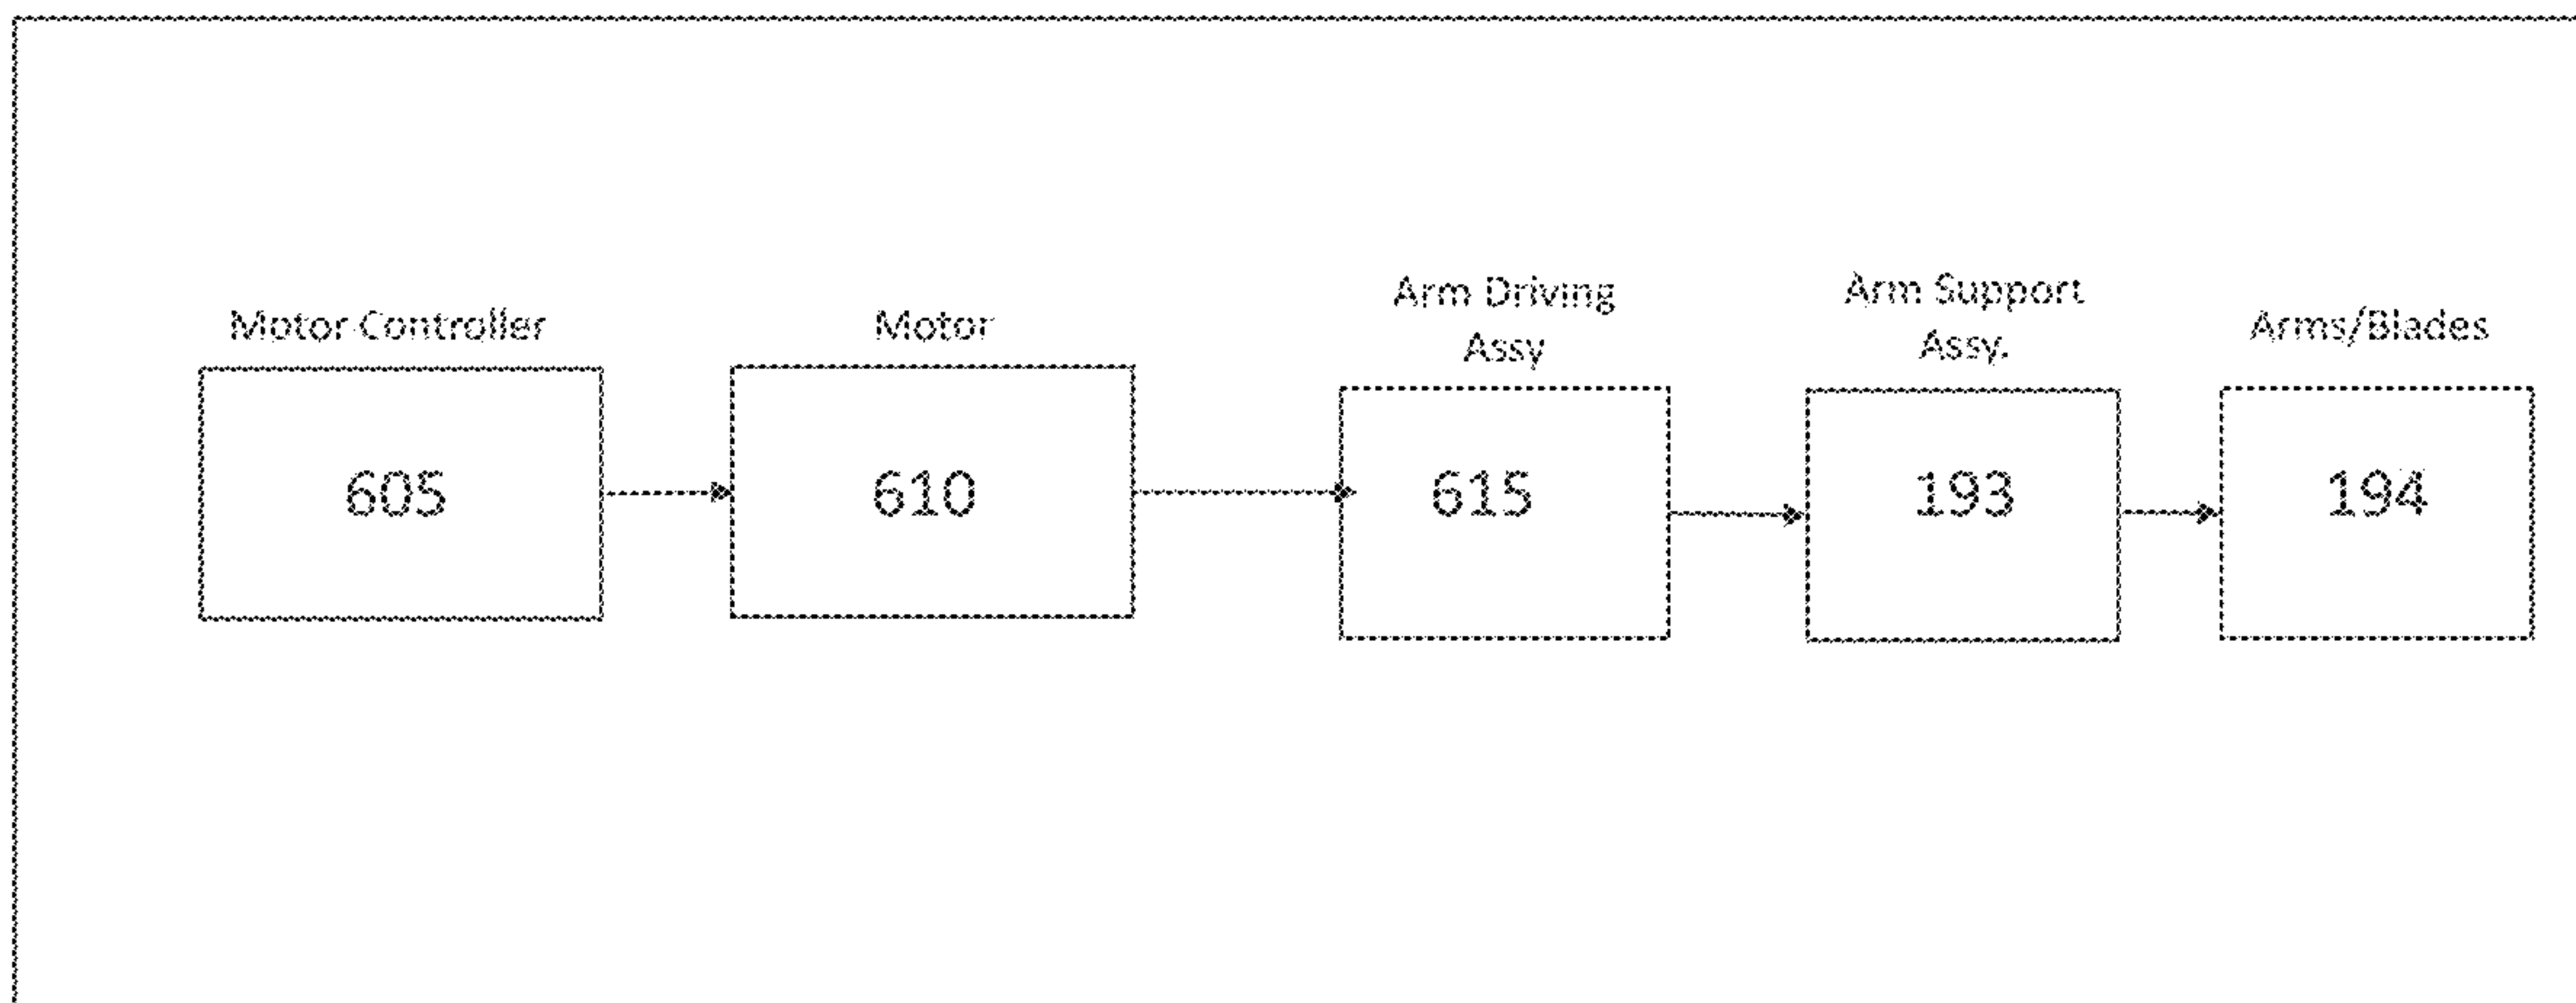 Motor Controller
Motor
Arm Driving
Assy
Arm Support
Assy.
Arms/Blades
605
610
615
193
194